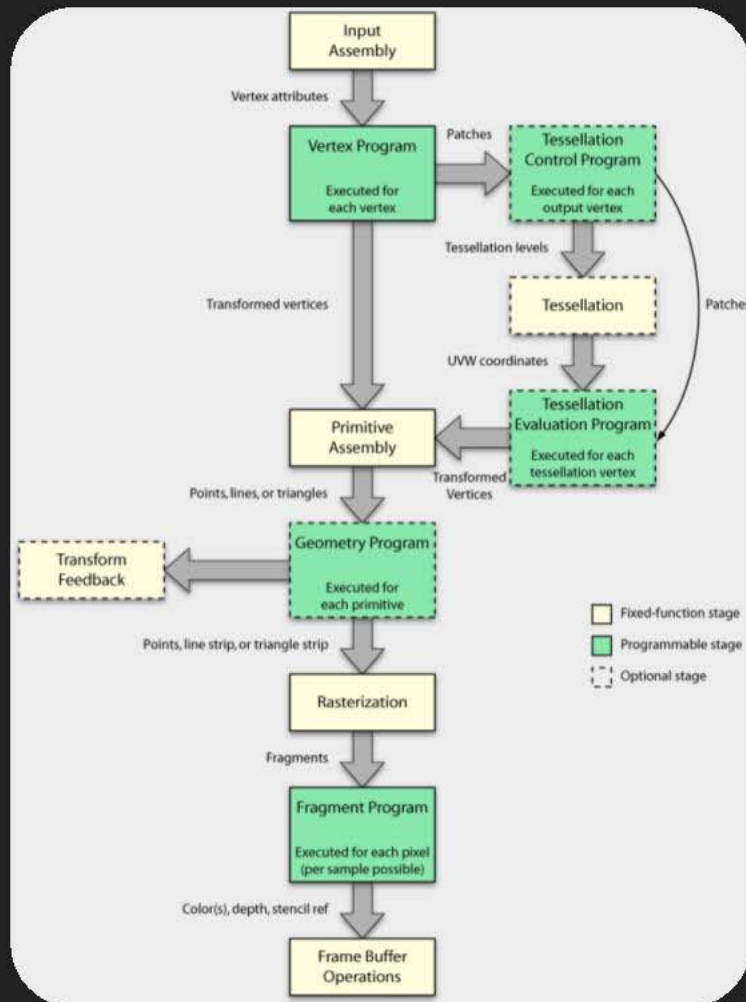 Input
Assembly
Vertex attributes
Vertex Program
Executed for
each vertex
Patches
Tessellation
Control Program
Executed for each
output vertex
Tessellation levels
Transformed vertices
Tessellation
Patches
UVW coordinates
Tessellation
Evaluation Program
Executed for each
tessellation vertex
Primitive
Assembly
Transformed
Vertices
Points, lines, or triangles
Geometry Program
Executed for
each primitive
Transform
Feedback
Fixed-function stage
Programmable stage
Optional stage
Points, line strip, or triangle strip
Rasterization
Fragments
Fragment Program
Executed for each pixel
(per sample possible)
Color(s), depth, stencil ref
Frame Buffer
Operations